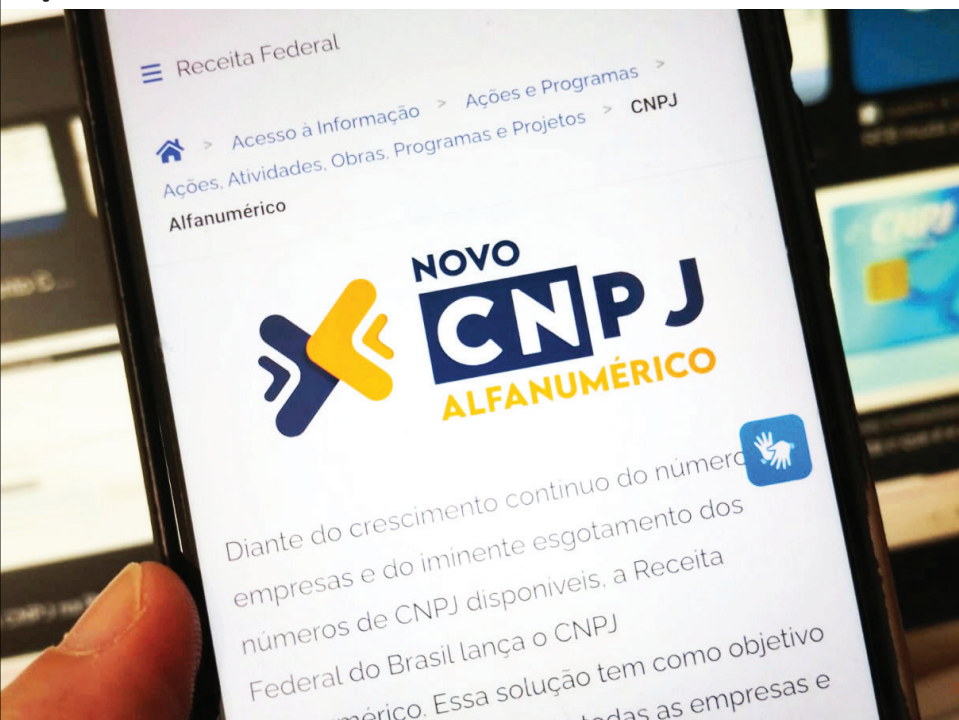 Receita Federal
> Acesso à Informação > Ações e Programas >
Ações, Atividades, Obras, Programas e Projetos > CNPJ
Alfanumérico
NOVO
CNPJ
ALFANUMÉRICO
Diante do crescimento contínuo do número
empresas e do iminente esgotamento dos
números de CNPJ disponíveis, a Receita
Federal do Brasil lança o CNPJ
Essa solução tem como objetivo
todas as empresas e
CNPJ